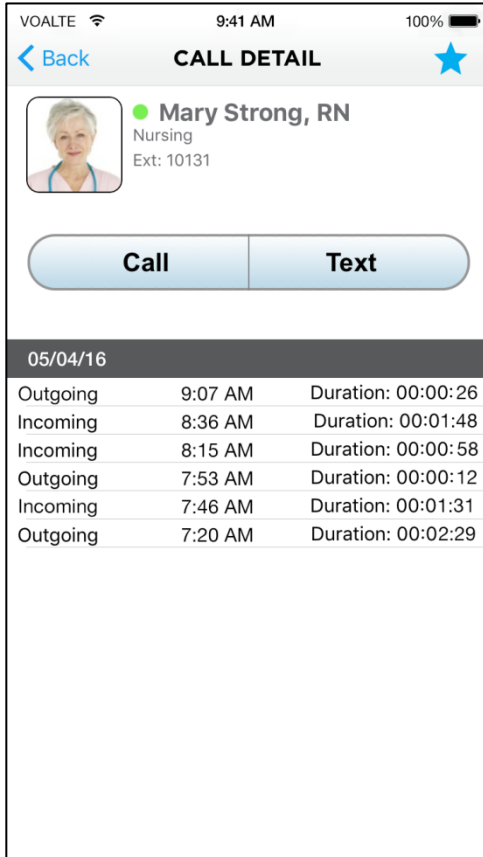 VOALTE 9:41 AM 100%
Back CALL DETAIL
Mary Strong, RN
Nursing
Ext: 10131
Call Text
05/04/16
Outgoing 9:07 AM Duration: 00:00:26
Incoming 8:36 AM Duration: 00:01:48
Incoming 8:15 AM Duration: 00:00:58
Outgoing 7:53 AM Duration: 00:00:12
Incoming 7:46 AM Duration: 00:01:31
Outgoing 7:20 AM Duration: 00:02:29